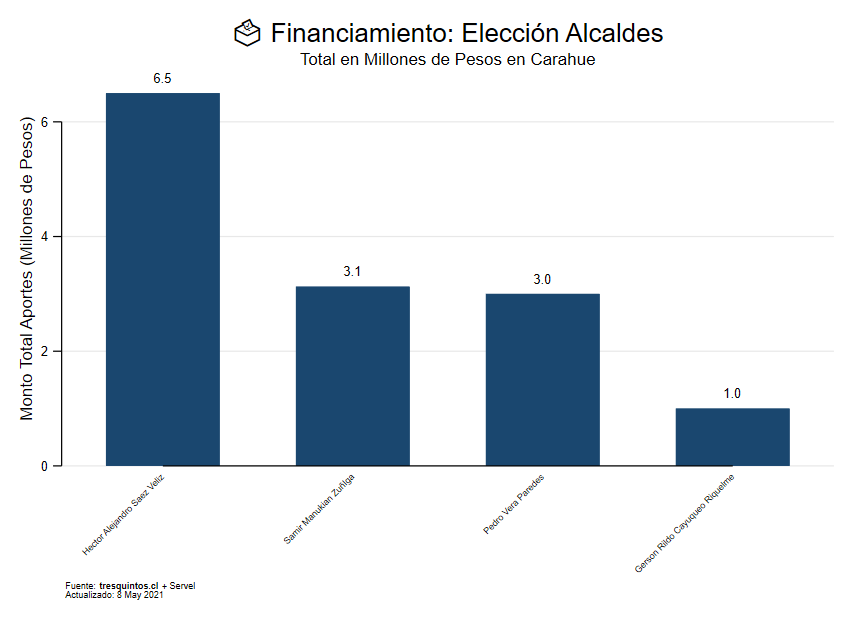 Financiamiento: Elección Alcaldes
Total en Millones de Pesos en Carahue
Monto Total Aportes (Millones de Pesos)
6
4
2
0
6.5
3.1
3.0
1.0
Hector Alejandro Saez Veliz
Samir Manukian Zuñiga
Pedro Vera Paredes
Gerson Rildo Cayuqueo Riquelme
Fuente: tresquintos.cl + Servel
Actualizado: 8 May 2021